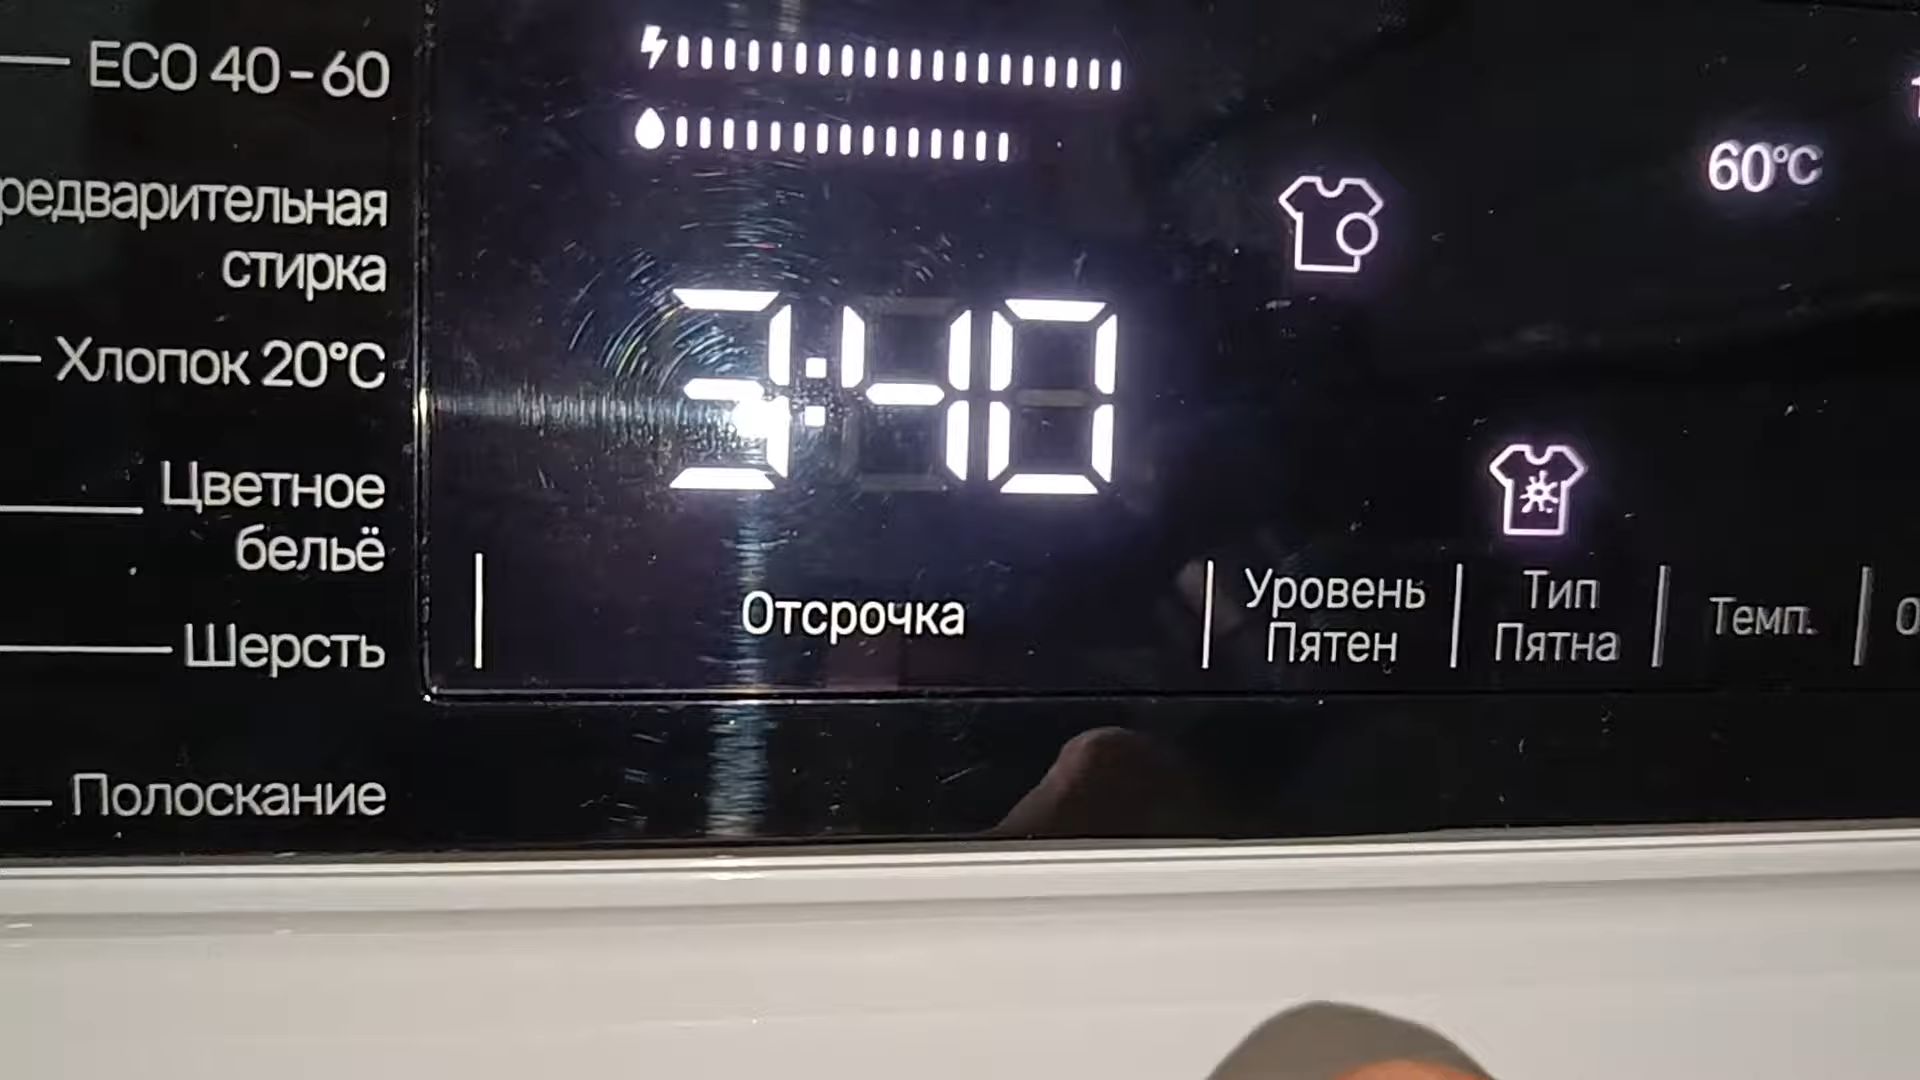 ECO 40-60
редварительная
стирка
Хлопок 20°C
Цветное
бельё
Шерсть
Полоскание
3:40
60°C
Отсрочка
Уровень
Пятен
Тип
Пятна
Темп.